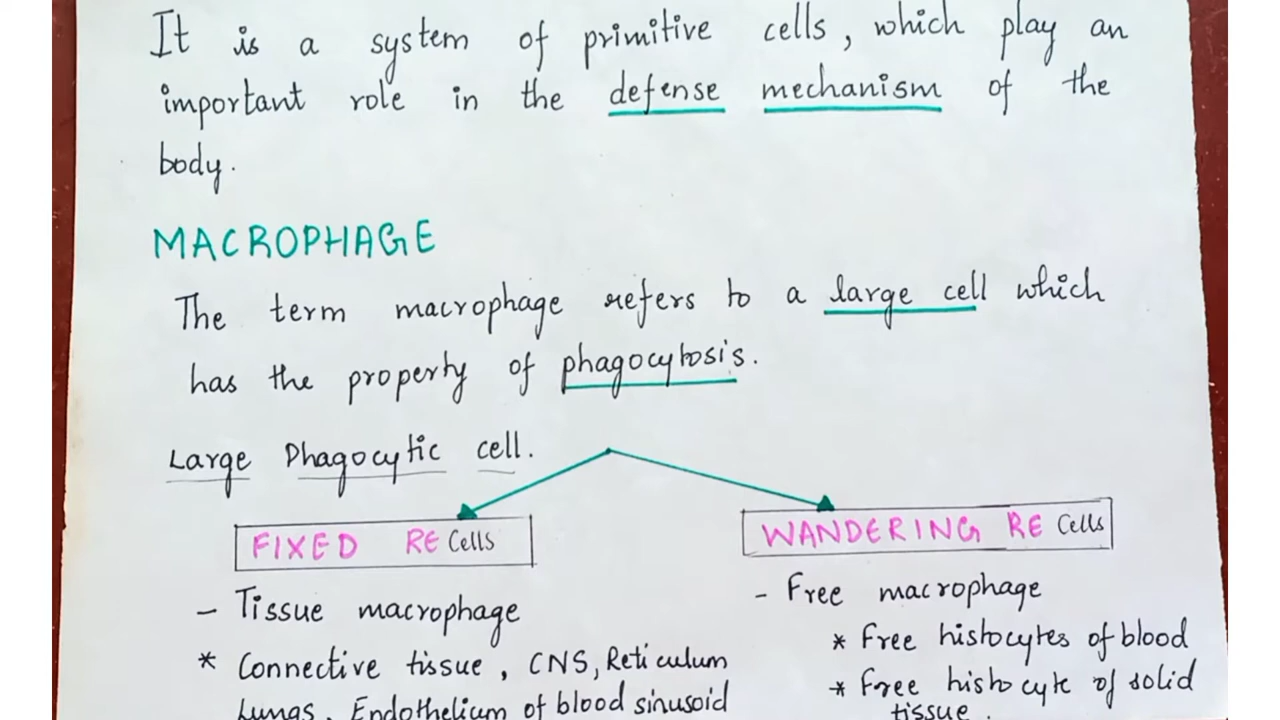 It is a system of primitive cells, which play an
important role in the defense mechanism of the
body.
MACROPHAGE
The term macrophage refers to a large cell which
has the property of phagocytosis.
Large Phagocytic cell.
FIXED RE Cells
- Tissue macrophage
* Connective tissue, CNS, Reticulum
Lungs, Endothelium of blood sinusoid
WANDERING RE Cells
- Free macrophage
* Free histocytes of blood
* Free histocyte of solid
tissue.